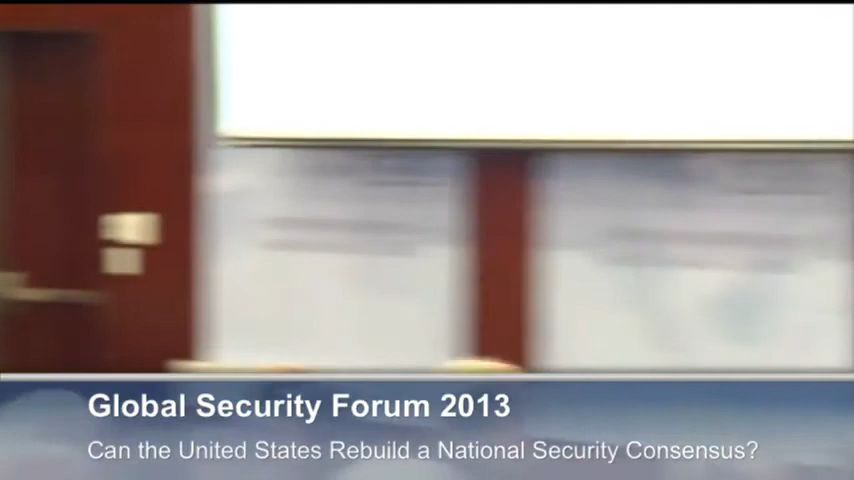 Global Security Forum 2013
Can the United States Rebuild a National Security Consensus?